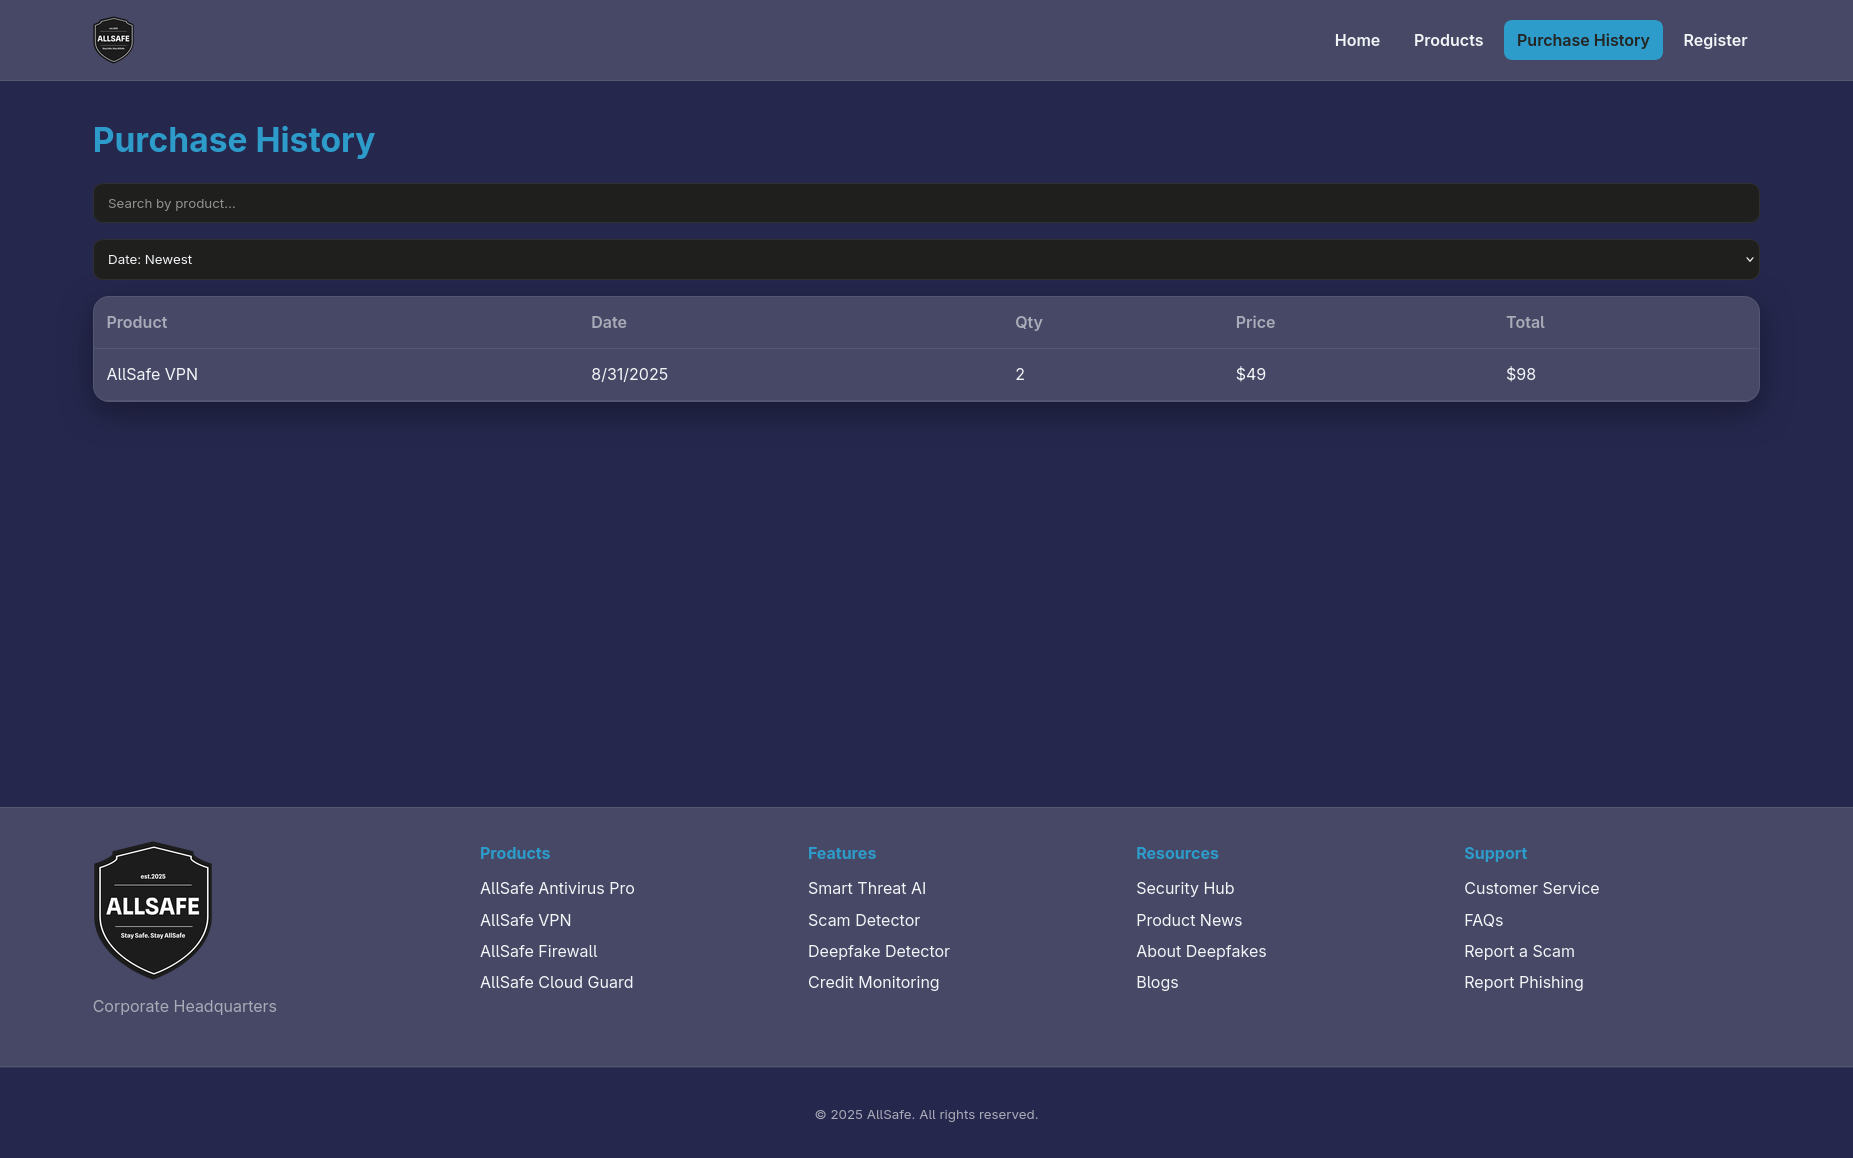 ALLSAFE
Home Products Purchase History Register
Purchase History
Search by product...
Date: Newest
Product Date Qty Price Total
AllSafe VPN 8/31/2025 2 $49 $98
est.2025
ALLSAFE
Stay Safe. Stay AllSafe
Corporate Headquarters
Products
AllSafe Antivirus Pro
AllSafe VPN
AllSafe Firewall
AllSafe Cloud Guard
Features
Smart Threat AI
Scam Detector
Deepfake Detector
Credit Monitoring
Resources
Security Hub
Product News
About Deepfakes
Blogs
Support
Customer Service
FAQs
Report a Scam
Report Phishing
© 2025 AllSafe. All rights reserved.